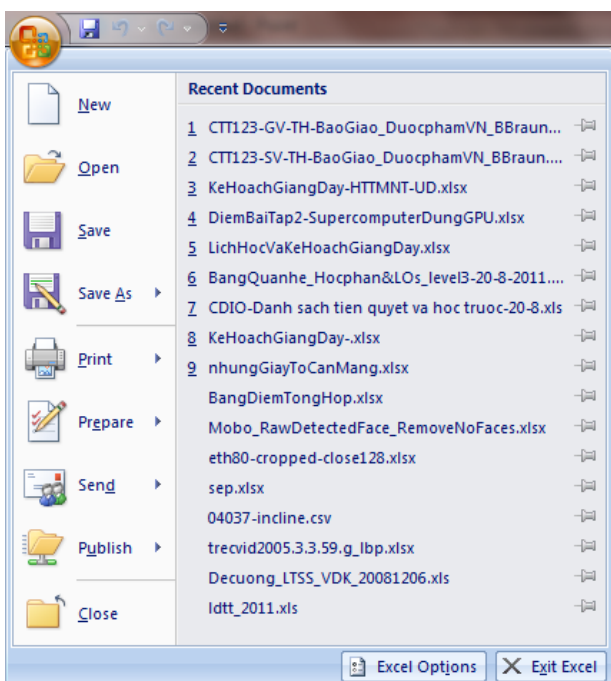 New
Open
Save
Save As
Print
Prepare
Send
Publish
Close
Recent Documents
1 CTT123-GV-TH-BaoGiao_DuocphamVN_BBraun...
2 CTT123-SV-TH-BaoGiao_DuocphamVN_BBraun....
3 KeHoachGiangDay-HTTMNT-UD.xlsx
4 DiemBaiTap2-SupercomputerDungGPU.xlsx
5 LichHocVaKeHoachGiangDay.xlsx
6 BangQuanhe_Hocphan&LOs_level3-20-8-2011....
7 CDIO-Danh sach tien quyet va hoc truoc-20-8.xls
8 KeHoachGiangDay-.xlsx
9 nhungGiayToCanMang.xlsx
BangDiemTongHop.xlsx
Mobo_RawDetectedFace_RemoveNoFaces.xlsx
eth80-cropped-close128.xlsx
sep.xlsx
04037-incline.csv
trecvid2005.3.3.59.g_lbp.xlsx
Decuong_LTSS_VDK_20081206.xls
ldtt_2011.xls
Excel Options
Exit Excel